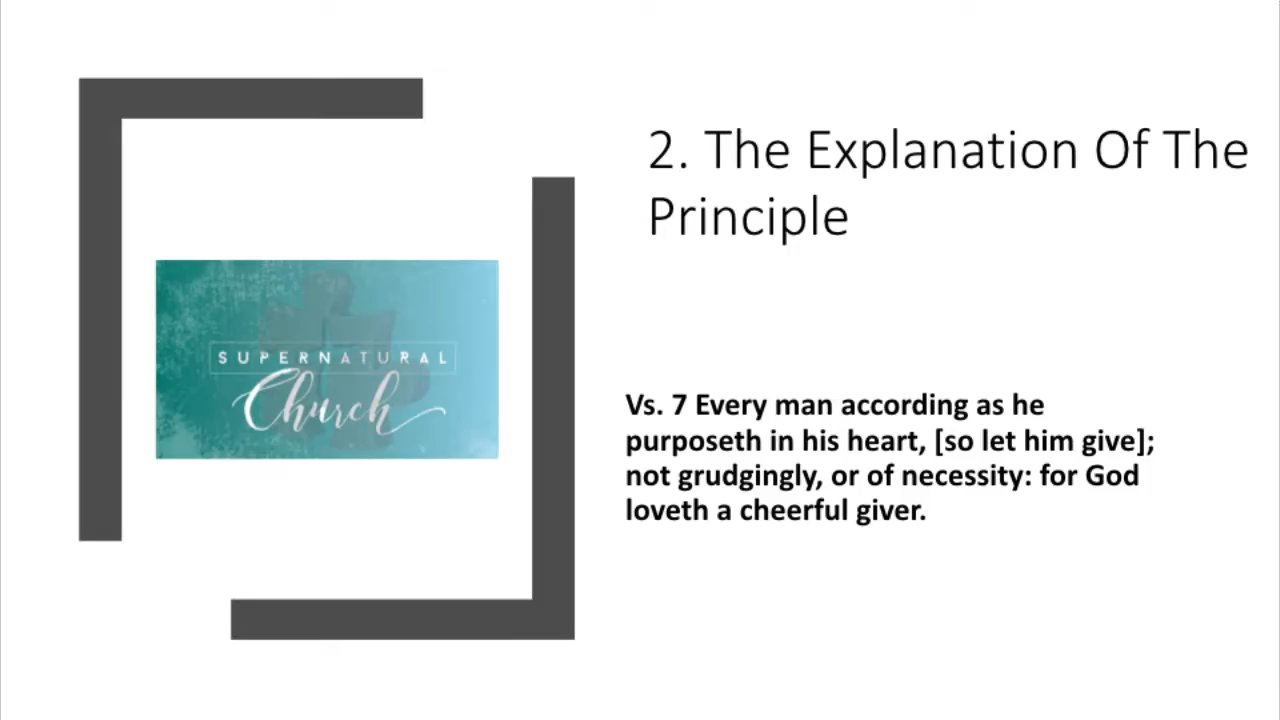 2. The Explanation Of The
Principle
SUPERNATURAL
Church
Vs. 7 Every man according as he
purposeth in his heart, [so let him give];
not grudgingly, or of necessity: for God
loveth a cheerful giver.